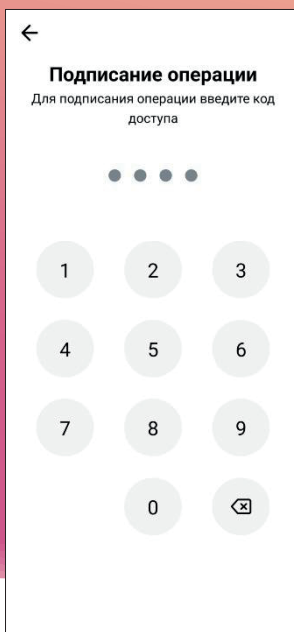 Подписание операции
Для подписания операции введите код
доступа
1 2 3
4 5 6
7 8 9
0